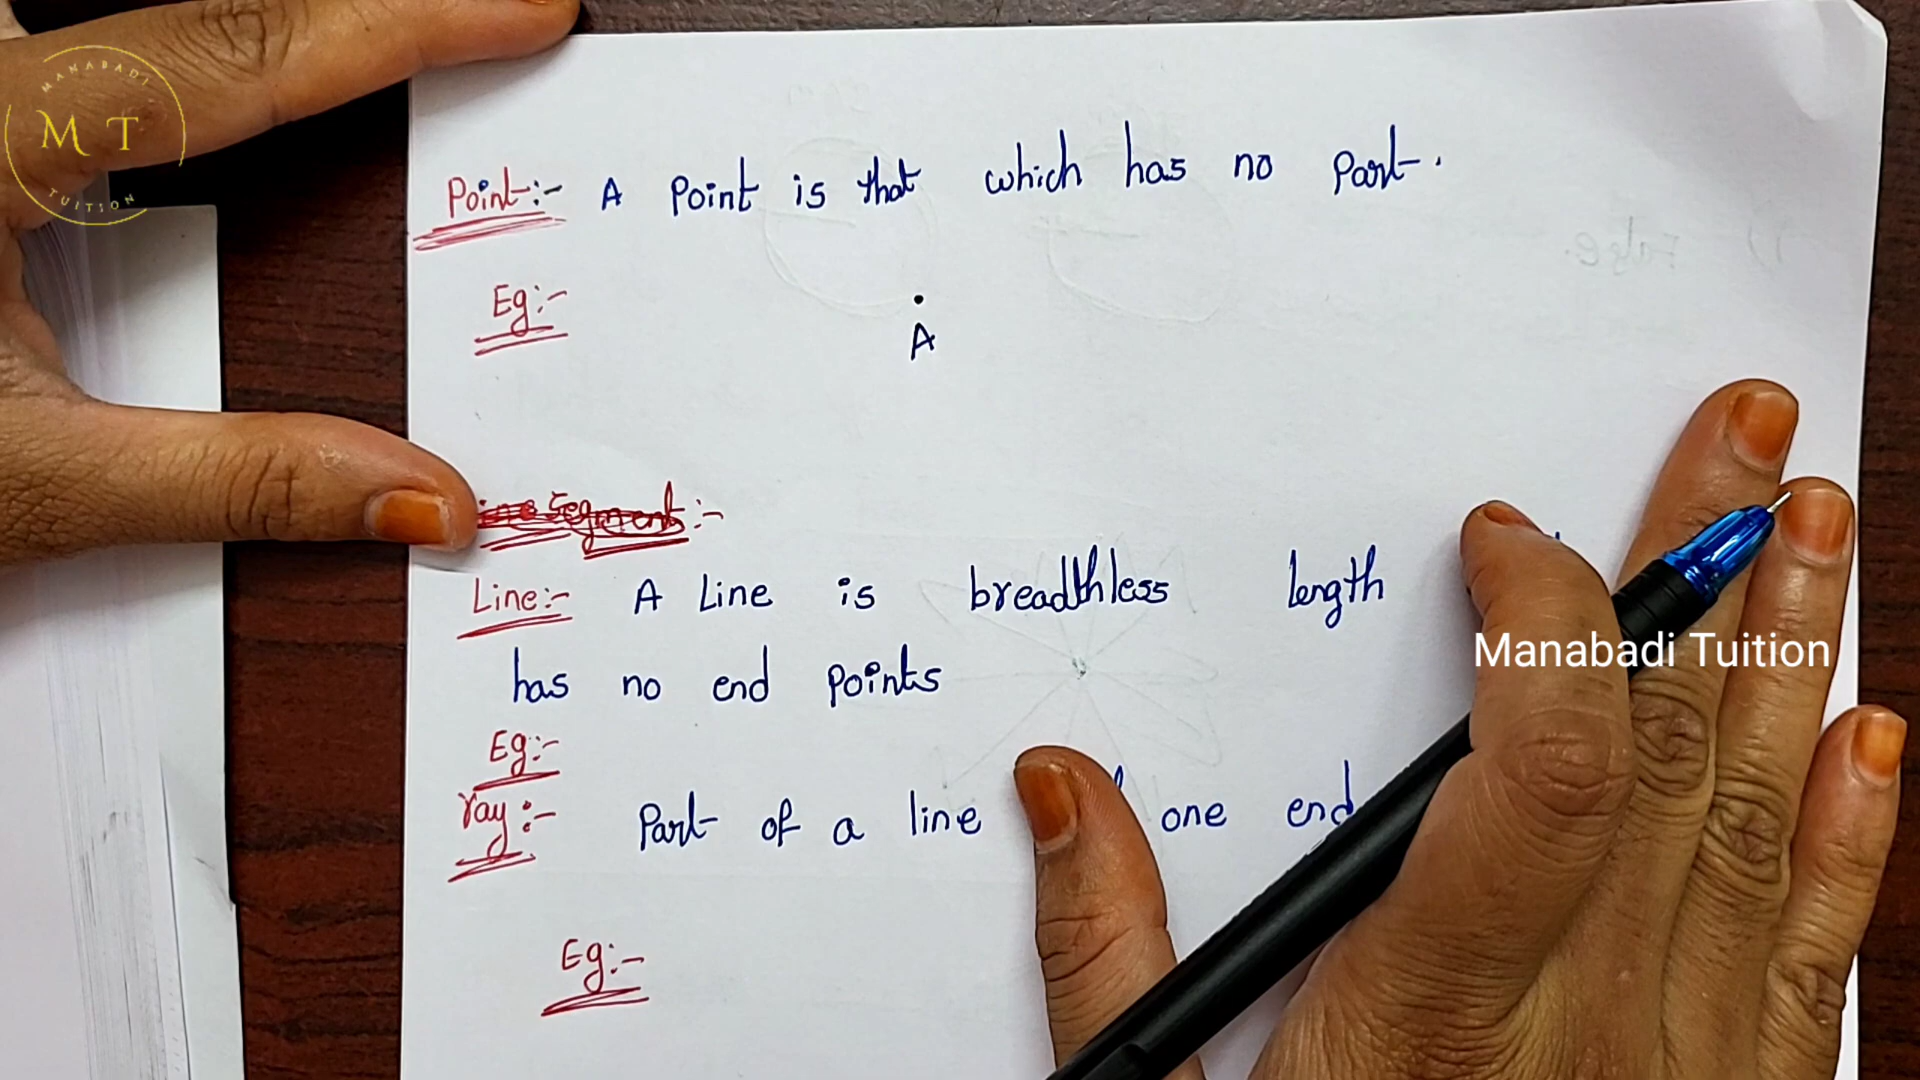 MANABADI
M T
TUITION
Point:- A Point is that which has no Part.
Eg:-
A
Segment:-
Line:- A Line is breadthless length
has no end points
Eg:-
ray:- Part of a line one end
Eg:-
Manabadi Tuition